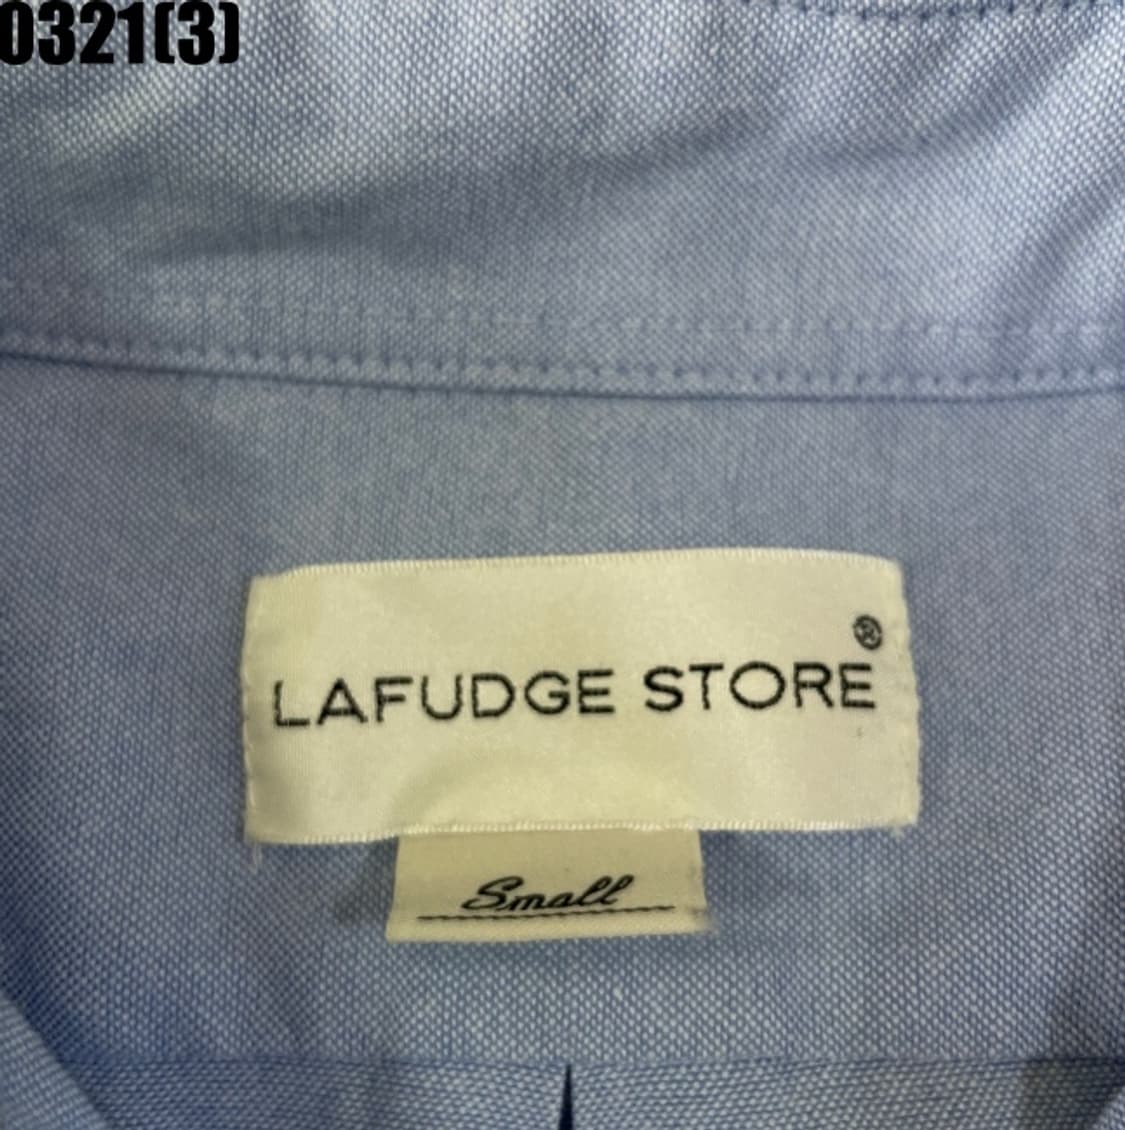 0321(3)
LAFUDGE STORE®
Small